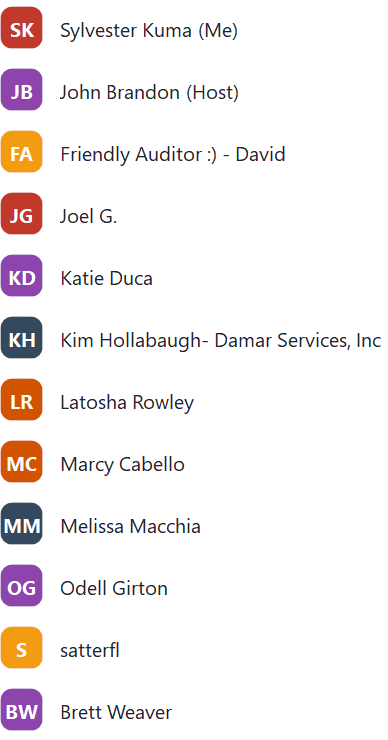 SK Sylvester Kuma (Me)
JB John Brandon (Host)
FA Friendly Auditor :) - David
JG Joel G.
KD Katie Duca
KH Kim Hollabaugh- Damar Services, Inc
LR Latosha Rowley
MC Marcy Cabello
MM Melissa Macchia
OG Odell Girton
S satterfl
BW Brett Weaver